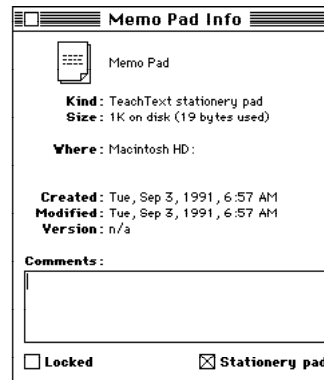 Memo Pad Info
Memo Pad
Kind: TeachText stationery pad
Size: 1K on disk (19 bytes used)
Where: Macintosh HD:
Created: Tue, Sep 3, 1991, 6:57 AM
Modified: Tue, Sep 3, 1991, 6:57 AM
Version: n/a
Comments:
Locked Stationery pad